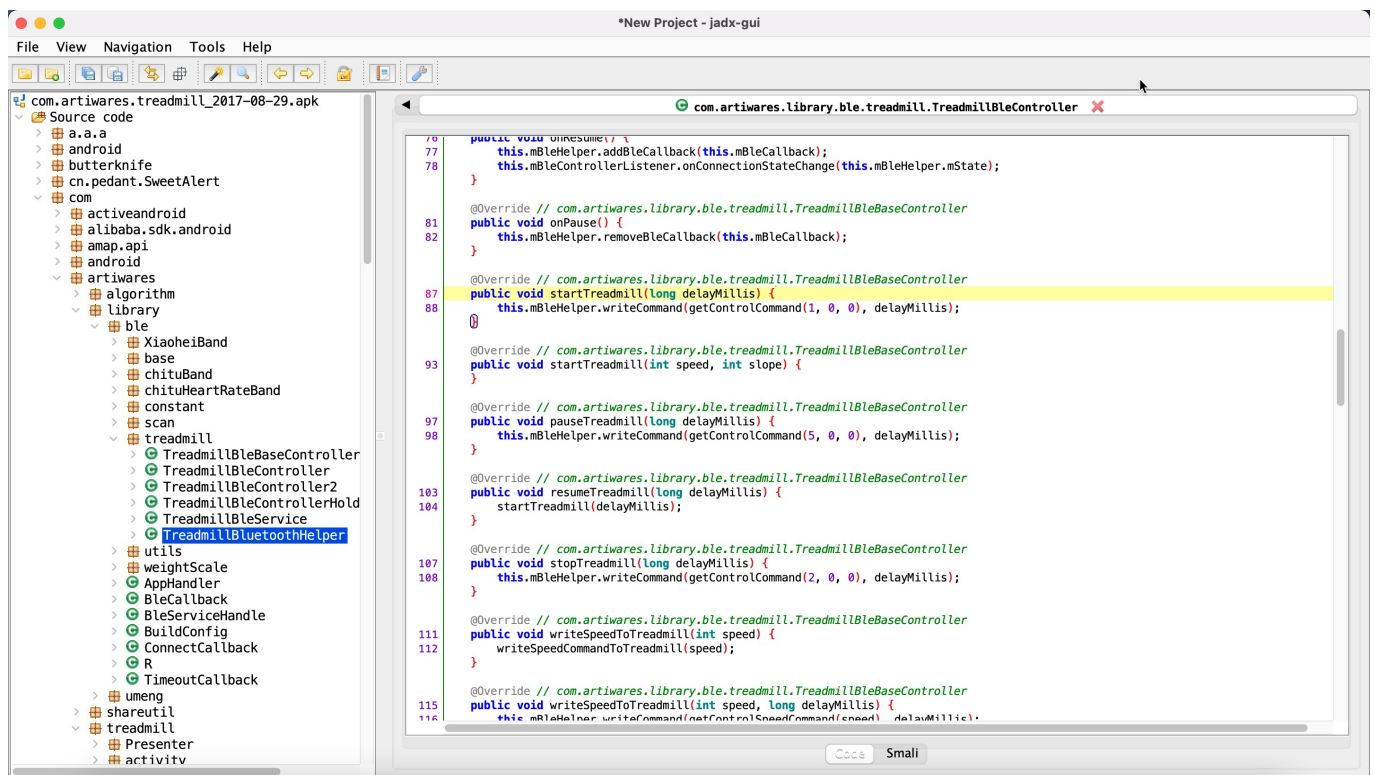 *New Project - jadx-gui
File View Navigation Tools Help
com.artiwares.treadmill_2017-08-29.apk
Source code
a.a.a
android
butterknife
cn.pedant.SweetAlert
com
activeandroid
alibaba.sdk.android
amap.api
android
artiwares
algorithm
library
ble
XiaoheiBand
base
chituBand
chituHeartRateBand
constant
scan
treadmill
TreadmillBleBaseController
TreadmillBleController
TreadmillBleController2
TreadmillBleControllerHold
TreadmillBleService
TreadmillBluetoothHelper
utils
weightScale
AppHandler
BleCallback
BleServiceHandle
BuildConfig
ConnectCallback
R
TimeoutCallback
umeng
shareutil
treadmill
Presenter
activity
com.artiwares.library.ble.treadmill.TreadmillBleController
76 public void onResume() {
77 this.mBleHelper.addBleCallback(this.mBleCallback);
78 this.mBleControllerListener.onConnectionStateChange(this.mBleHelper.mState);
}
@Override // com.artiwares.library.ble.treadmill.TreadmillBleBaseController
81 public void onPause() {
82 this.mBleHelper.removeBleCallback(this.mBleCallback);
}
@Override // com.artiwares.library.ble.treadmill.TreadmillBleBaseController
87 public void startTreadmill(long delayMillis) {
88 this.mBleHelper.writeCommand(getControlCommand(1, 0, 0), delayMillis);
}
@Override // com.artiwares.library.ble.treadmill.TreadmillBleBaseController
93 public void startTreadmill(int speed, int slope) {
}
@Override // com.artiwares.library.ble.treadmill.TreadmillBleBaseController
97 public void pauseTreadmill(long delayMillis) {
98 this.mBleHelper.writeCommand(getControlCommand(5, 0, 0), delayMillis);
}
@Override // com.artiwares.library.ble.treadmill.TreadmillBleBaseController
103 public void resumeTreadmill(long delayMillis) {
104 startTreadmill(delayMillis);
}
@Override // com.artiwares.library.ble.treadmill.TreadmillBleBaseController
107 public void stopTreadmill(long delayMillis) {
108 this.mBleHelper.writeCommand(getControlCommand(2, 0, 0), delayMillis);
}
@Override // com.artiwares.library.ble.treadmill.TreadmillBleBaseController
111 public void writeSpeedToTreadmill(int speed) {
112 writeSpeedCommandToTreadmill(speed);
}
@Override // com.artiwares.library.ble.treadmill.TreadmillBleBaseController
115 public void writeSpeedToTreadmill(int speed, long delayMillis) {
116 this.mBleHelper.writeCommand(getControlSpeedCommand(speed), delayMillis);
Code Smali